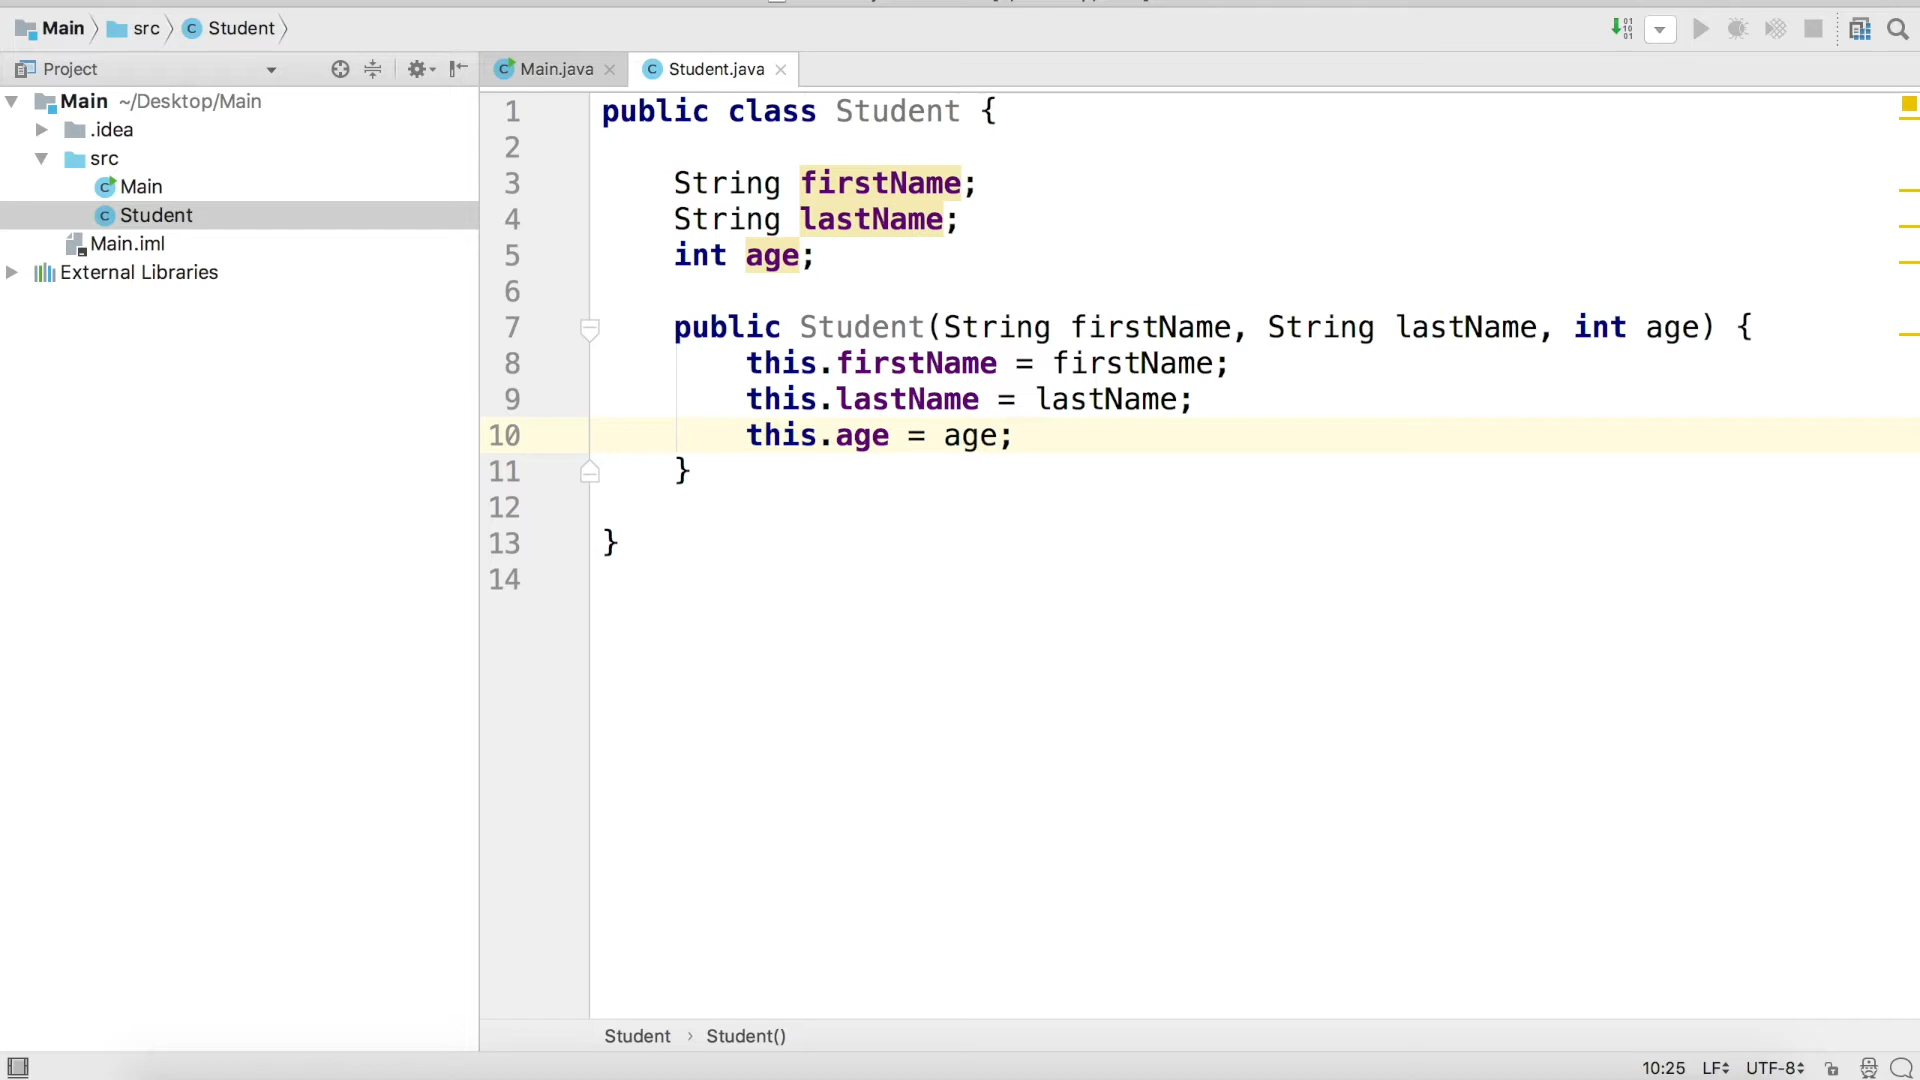 Main src Student
Project
Main.java Student.java
Main ~/Desktop/Main
.idea
src
Main
Student
Main.iml
External Libraries
1 public class Student {
2
3 String firstName;
4 String lastName;
5 int age;
6
7 public Student(String firstName, String lastName, int age) {
8 this.firstName = firstName;
9 this.lastName = lastName;
10 this.age = age;
11 }
12
13 }
14
Student › Student()
10:25 LF UTF-8